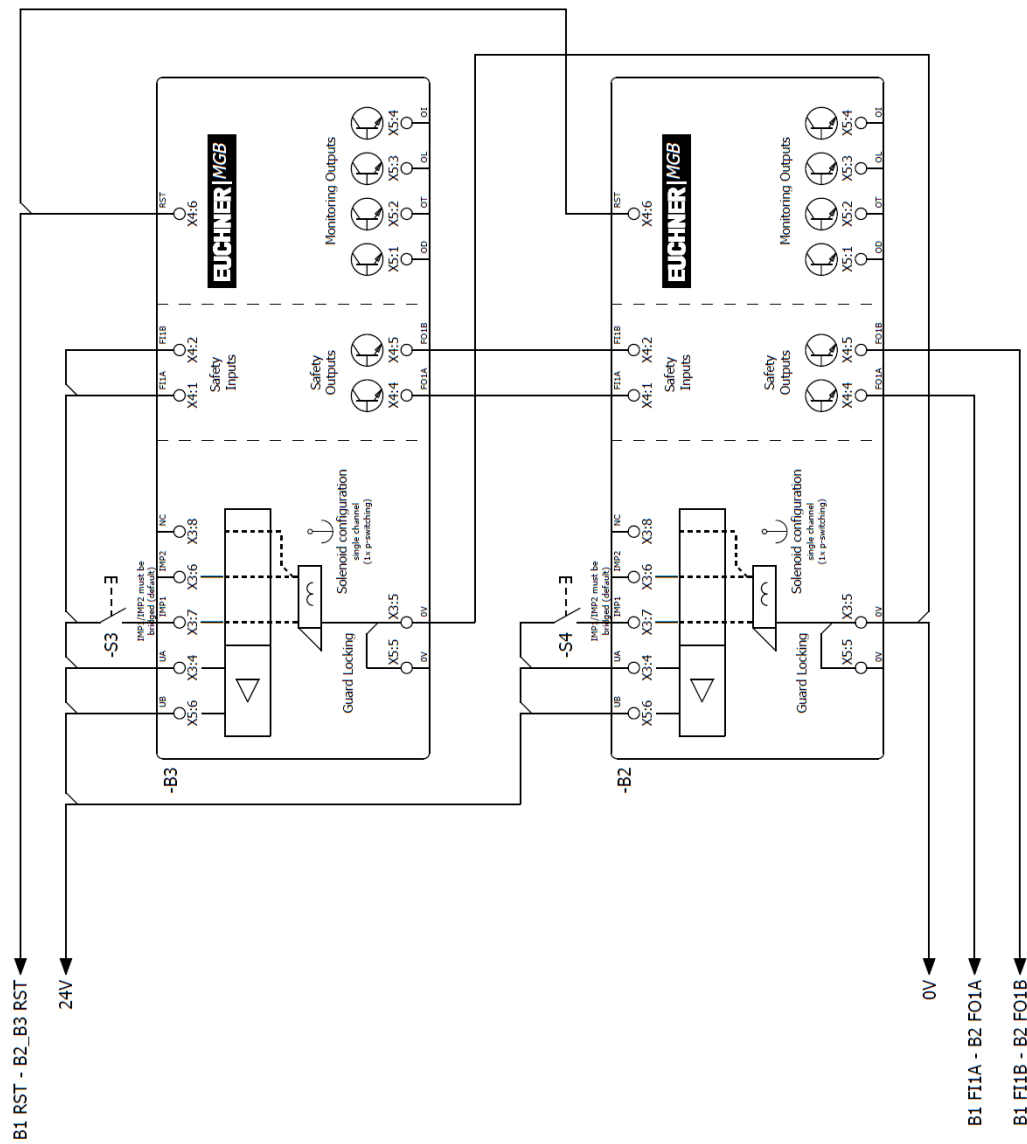 RST
X4:6
EUCHNER|MGB
Monitoring Outputs
X5:4
OI
X5:3
OL
X5:2
OT
X5:1
OD
FI1B
X4:2
FI1A
X4:1
Safety
Inputs
Safety
Outputs
X4:5
FO1B
X4:4
FO1A
NC
X3:8
IMP2
X3:6
IMP1
X3:7
UA
X3:4
UB
X5:6
-S3
IMP1/IMP2 must be
bridged (default)
Solenoid configuration
single channel
(1x p-switching)
Guard Locking
X3:5
0V
X5:5
0V
-B3
RST
X4:6
EUCHNER|MGB
Monitoring Outputs
X5:4
OI
X5:3
OL
X5:2
OT
X5:1
OD
FI1B
X4:2
FI1A
X4:1
Safety
Inputs
Safety
Outputs
X4:5
FO1B
X4:4
FO1A
NC
X3:8
IMP2
X3:6
IMP1
X3:7
UA
X3:4
UB
X5:6
-S4
IMP1/IMP2 must be
bridged (default)
Solenoid configuration
single channel
(1x p-switching)
Guard Locking
X3:5
0V
X5:5
0V
-B2
B1 RST - B2_B3 RST
24V
0V
B1 FI1A - B2 FO1A
B1 FI1B - B2 FO1B